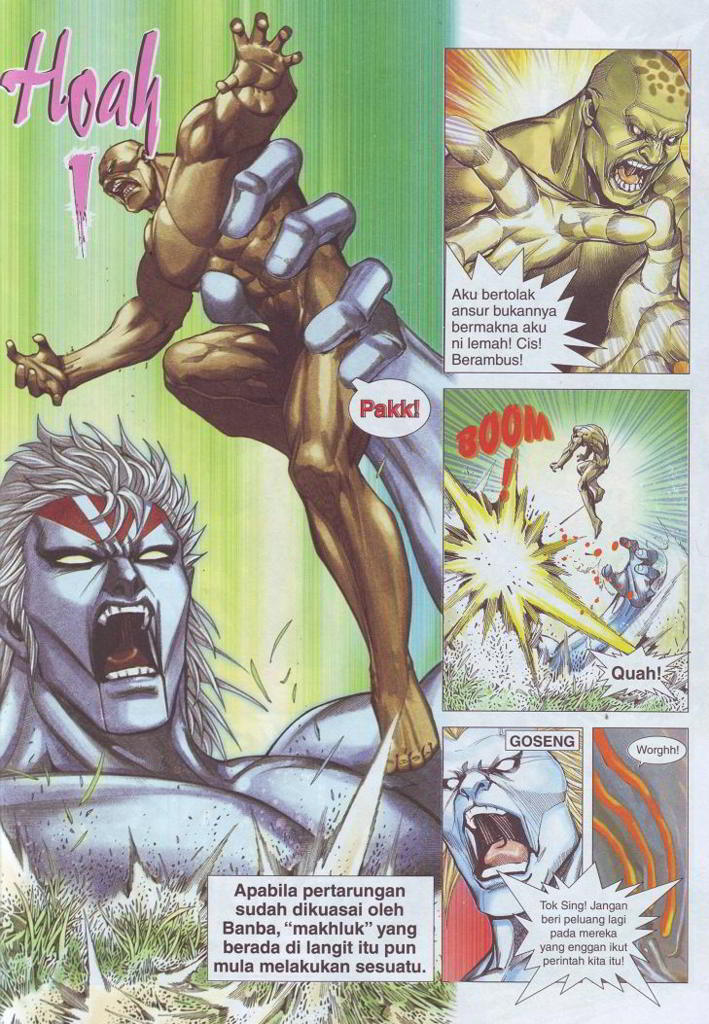 Hoah
!
Pakk!
Apabila pertarungan
sudah dikuasai oleh
Banba, “makhluk” yang
berada di langit itu pun
mula melakukan sesuatu.
Aku bertolak
ansur bukannya
bermakna aku
ni lemah! Cis!
Berambus!
BOOM
!
Quah!
GOSENG
Worghh!
Tok Sing! Jangan
beri peluang lagi
pada mereka
yang enggan ikut
perintah kita itu!